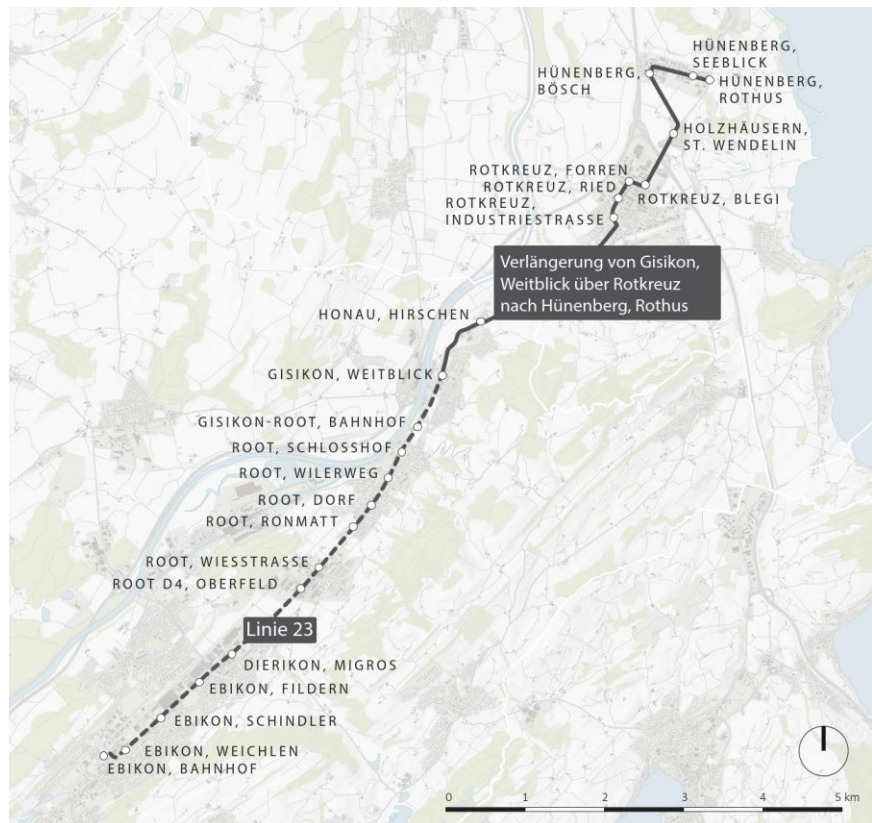 HÜNENBERG,
SEEBLICK
HÜNENBERG,
BÖSCH
HÜNENBERG,
ROTHUS
HOLZHÄUSERN,
ST. WENDELIN
ROTKREUZ, FORREN
ROTKREUZ, RIED
ROTKREUZ, BLEGI
ROTKREUZ,
INDUSTRIESTRASSE
Verlängerung von Gisikon,
Weitblick über Rotkreuz
nach Hünenberg, Rothus
HONAU, HIRSCHEN
GISIKON, WEITBLICK
GISIKON-ROOT, BAHNHOF
ROOT, SCHLOSSHOF
ROOT, WILERWEG
ROOT, DORF
ROOT, RONMATT
ROOT, WIESSTRASSE
ROOT D4, OBERFELD
Linie 23
DIERIKON, MIGROS
EBIKON, FILDERN
EBIKON, SCHINDLER
EBIKON, WEICHLEN
EBIKON, BAHNHOF
0 1 2 3 4 5 km